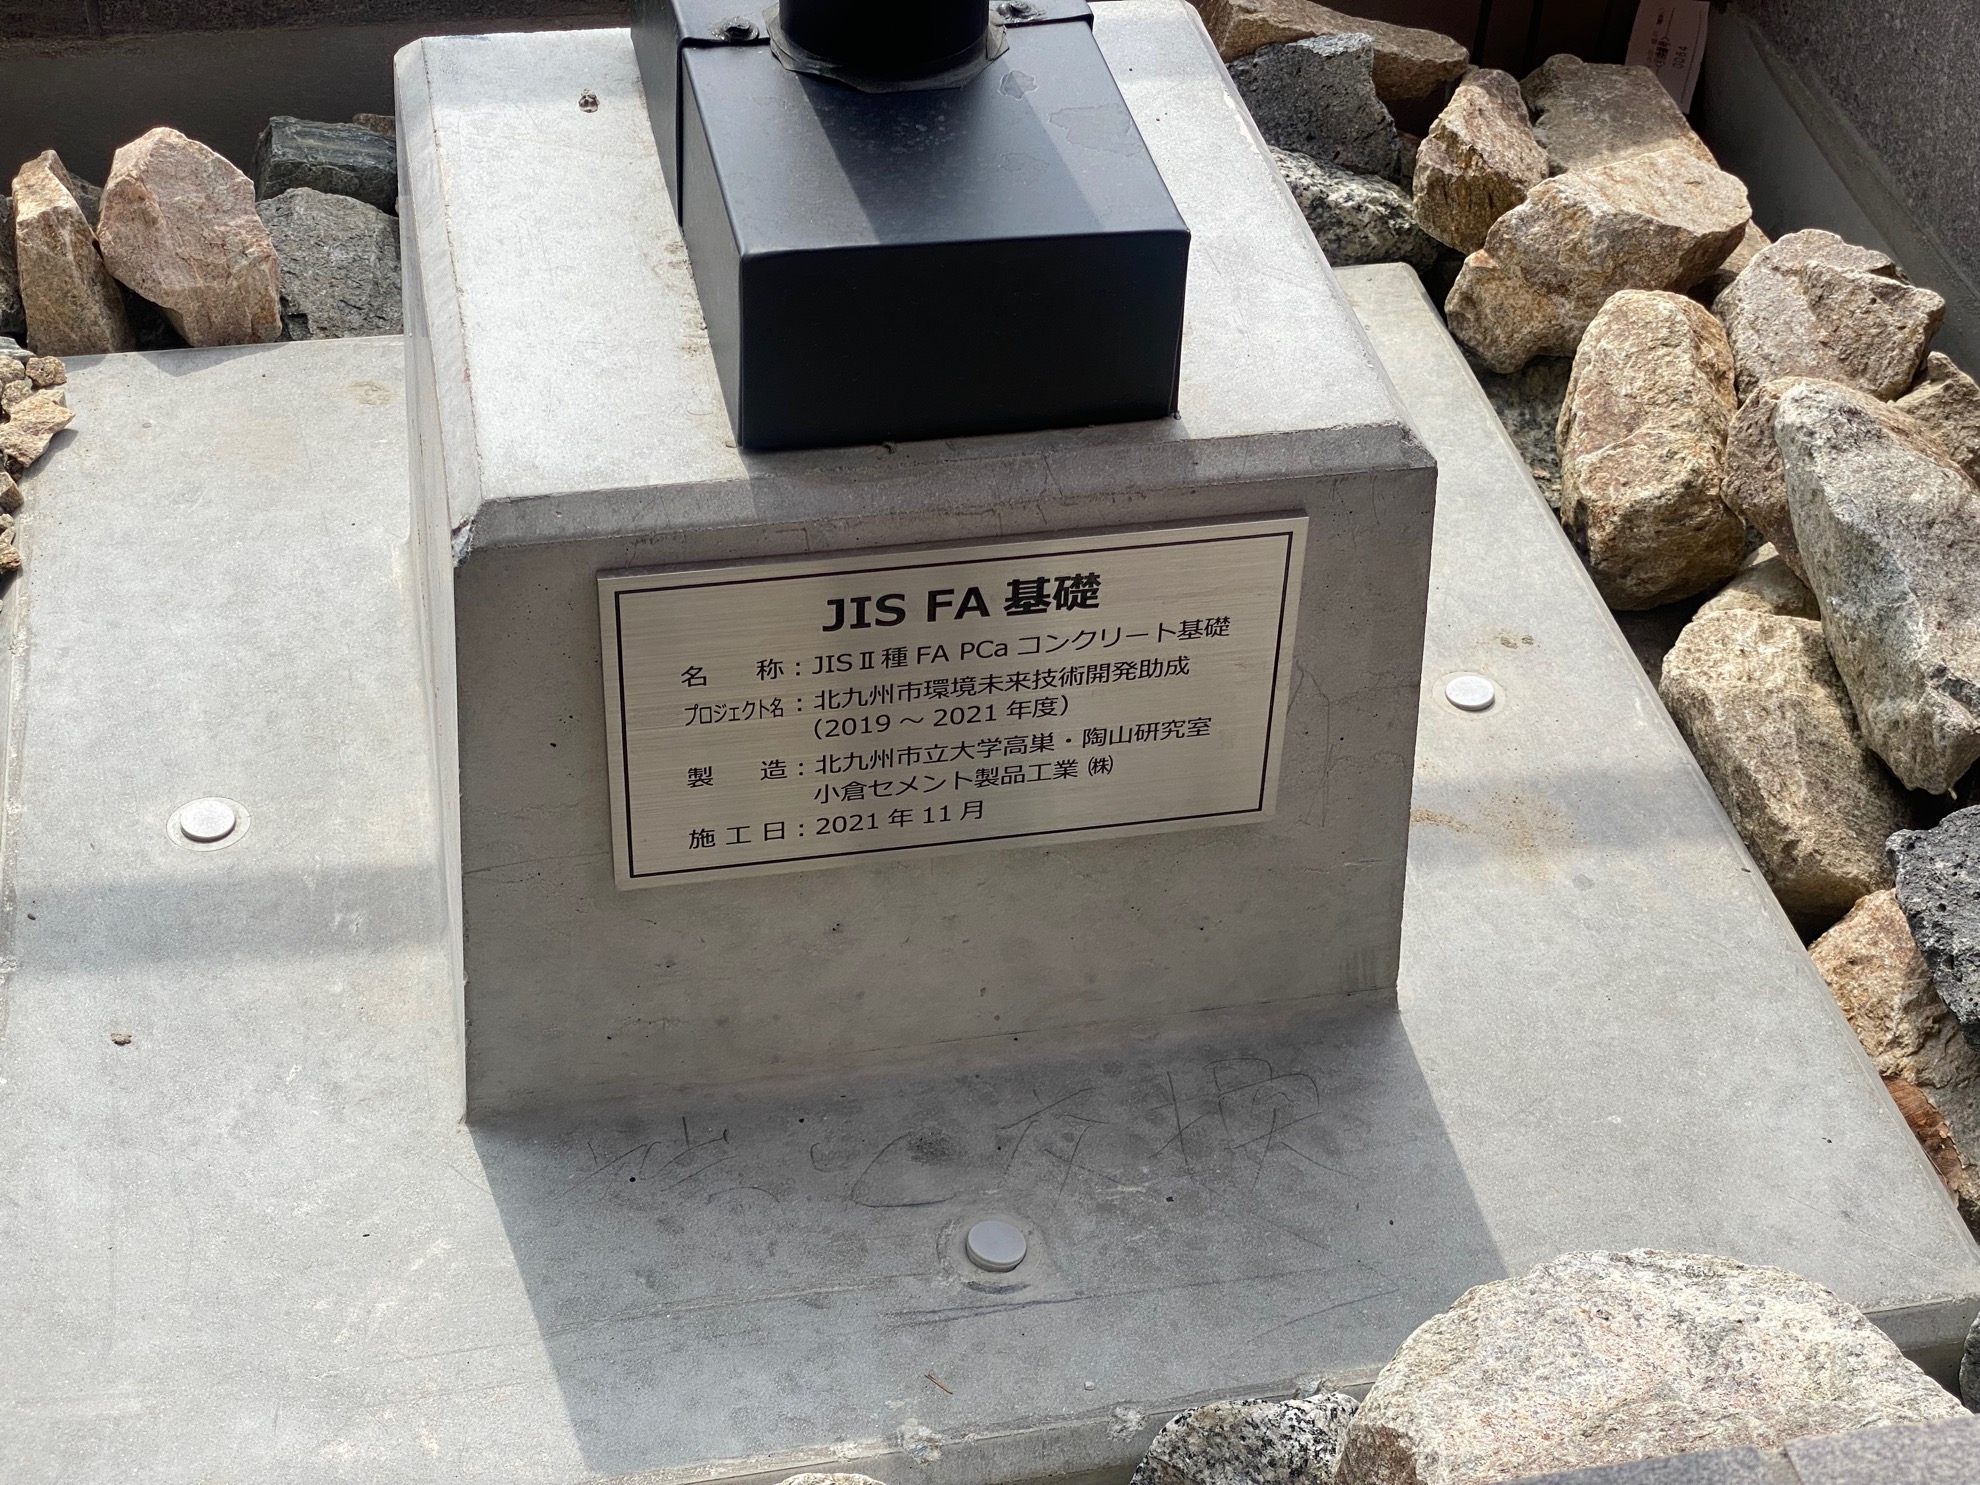 JIS FA 基礎
名 称：JISⅡ種 FA PCa コンクリート基礎
プロジェクト名：北九州市環境未来技術開発助成
（2019 ～ 2021 年度）
製 造：北九州市立大学高巣・陶山研究室
小倉セメント製品工業 ㈱
施 工 日：2021 年 11 月